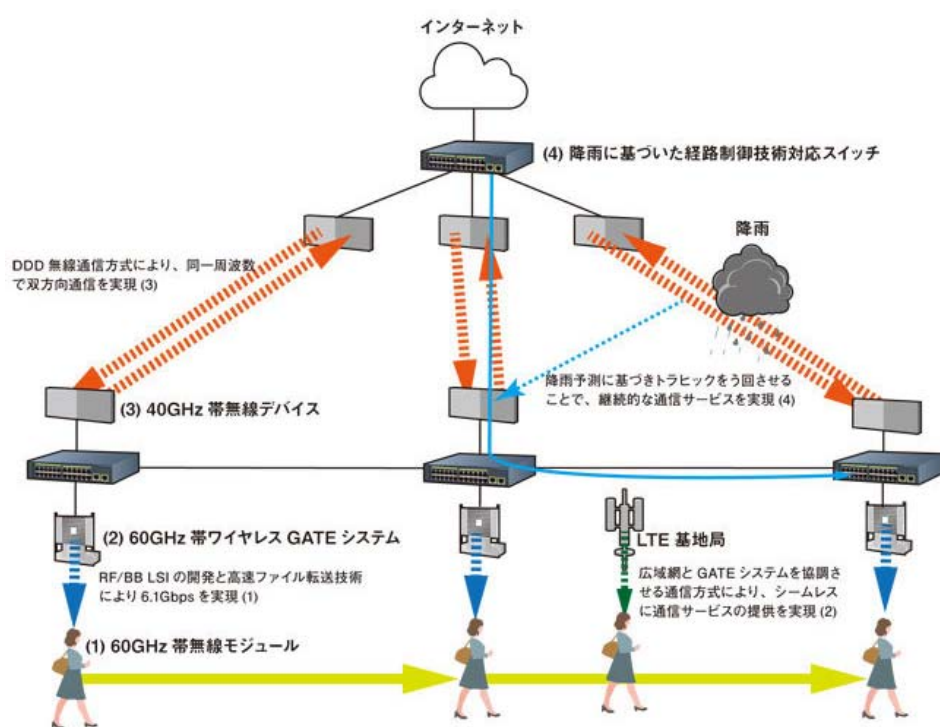 インターネット
(4) 降雨に基づいた経路制御技術対応スイッチ
降雨
DDD 無線通信方式により、同一周波数
で双方向通信を実現 (3)
降雨予測に基づきトラヒックをう回させる
ことで、継続的な通信サービスを実現 (4)
(3) 40GHz 帯無線デバイス
(2) 60GHz 帯ワイヤレス GATE システム
LTE 基地局
RF/BB LSI の開発と高速ファイル転送技術
により 6.1Gbps を実現 (1)
広域網と GATE システムを協調さ
せる通信方式により、シームレス
に通信サービスの提供を実現 (2)
(1) 60GHz 帯無線モジュール